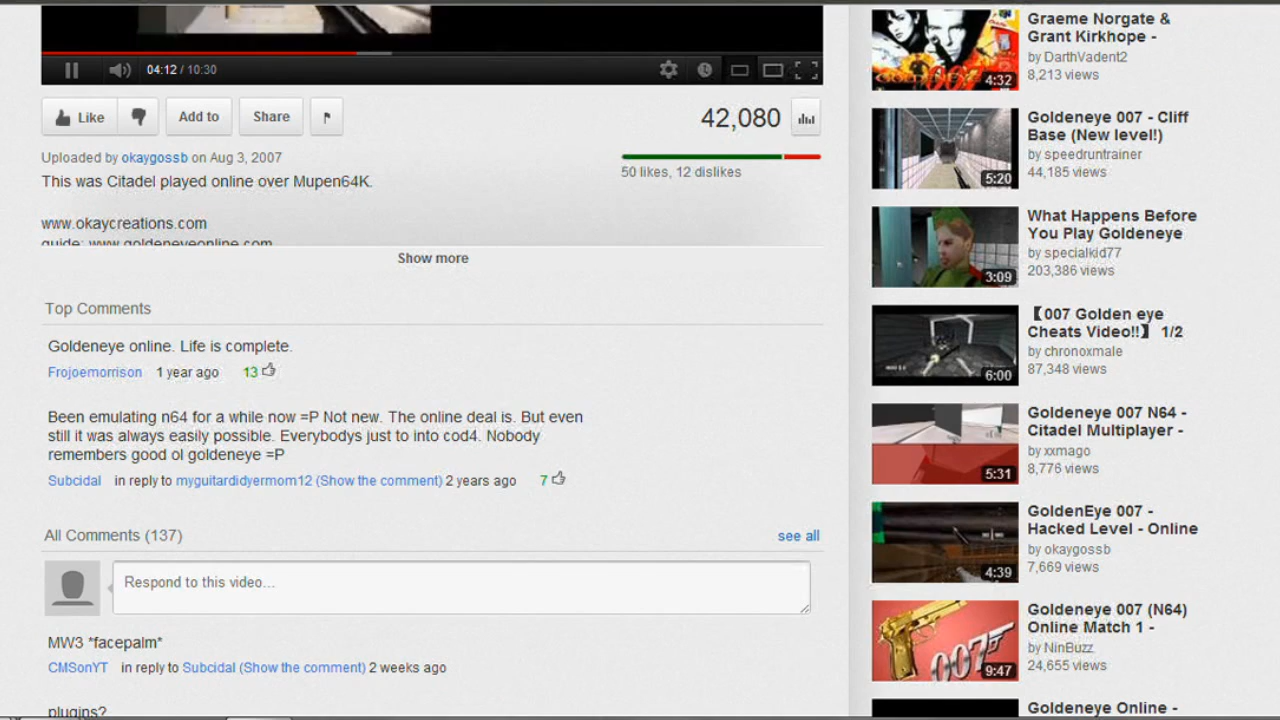 04:12 / 10:30
Like
Add to
Share
42,080
Uploaded by okaygossb on Aug 3, 2007
50 likes, 12 dislikes
This was Citadel played online over Mupen64K.
www.okaycreations.com
guide: www.goldeneyeonline.com
Show more
Top Comments
Goldeneye online. Life is complete.
Frojoemorrison 1 year ago 13
Been emulating n64 for a while now =P Not new. The online deal is. But even
still it was always easily possible. Everybodys just to into cod4. Nobody
remembers good ol goldeneye =P
Subcidal in reply to myguitardidyermom12 (Show the comment) 2 years ago 7
All Comments (137)
see all
Respond to this video...
MW3 *facepalm*
CMSonYT in reply to Subcidal (Show the comment) 2 weeks ago
plugins?
GOLDENEYE
4:32
Graeme Norgate &
Grant Kirkhope -
by DarthVadent2
8,213 views
5:20
Goldeneye 007 - Cliff
Base (New level!)
by speedruntrainer
44,185 views
3:09
What Happens Before
You Play Goldeneye
by specialkid77
203,386 views
6:00
【007 Golden eye
Cheats Video!!】 1/2
by chronoxmale
87,348 views
5:31
Goldeneye 007 N64 -
Citadel Multiplayer -
by xxmago
8,776 views
4:39
GoldenEye 007 -
Hacked Level - Online
by okaygossb
7,669 views
007
9:47
Goldeneye 007 (N64)
Online Match 1 -
by NinBuzz
24,655 views
Goldeneye Online -